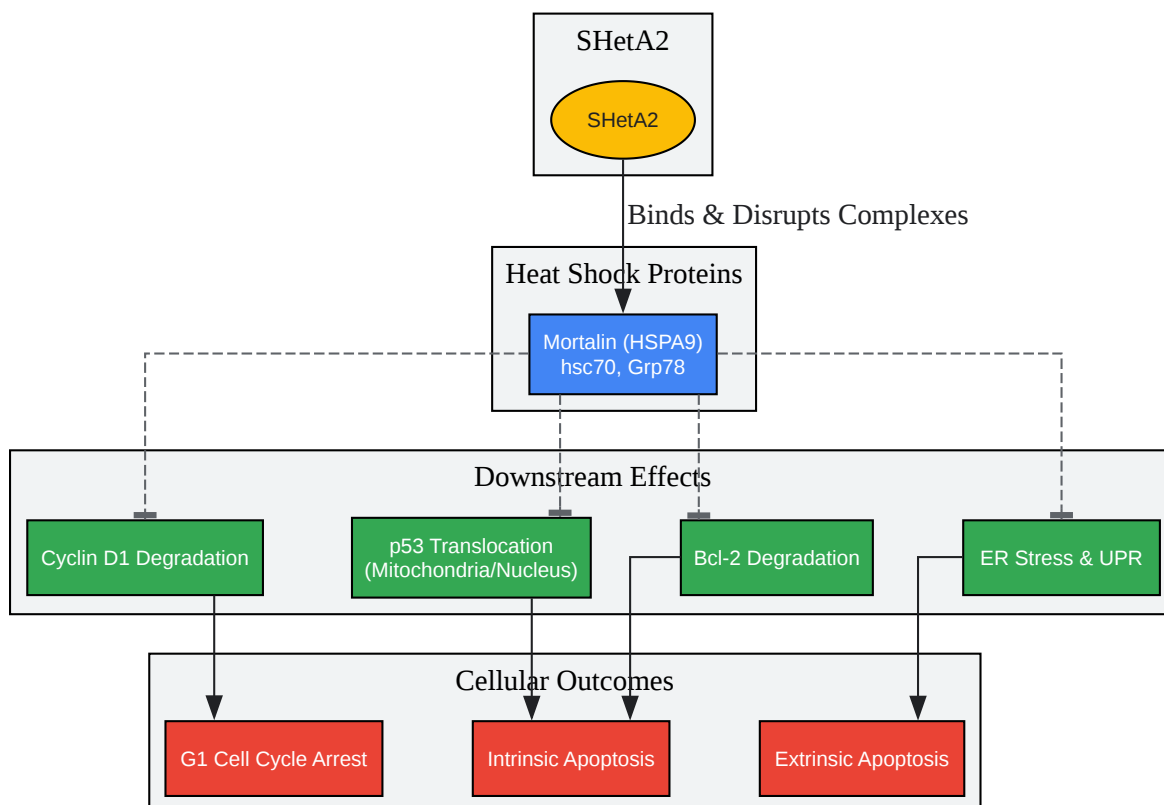 SHetA2
SHetA2
Binds & Disrupts Complexes
Heat Shock Proteins
Mortalin (HSPA9)
hsc70, Grp78
Downstream Effects
Cyclin D1 Degradation
p53 Translocation
(Mitochondria/Nucleus)
Bcl-2 Degradation
ER Stress & UPR
Cellular Outcomes
G1 Cell Cycle Arrest
Intrinsic Apoptosis
Extrinsic Apoptosis